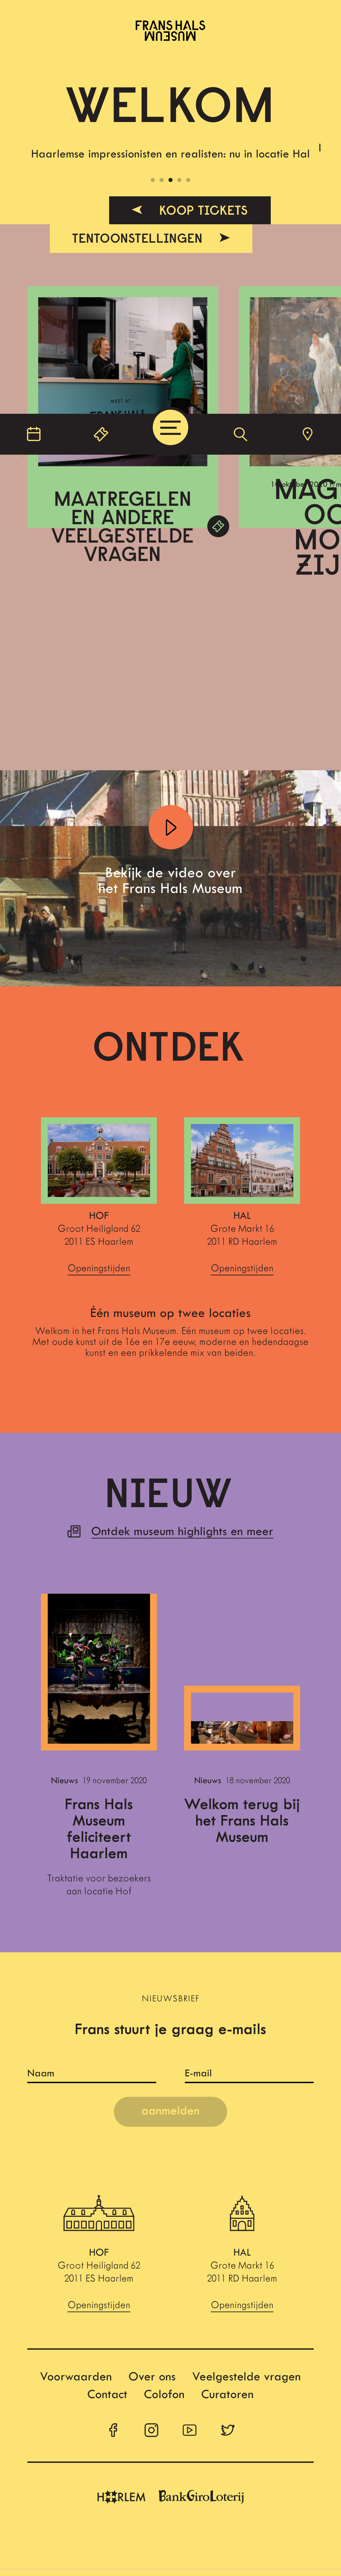 FRANS HALS
MUSEUM
WELKOM
Haarlemse impressionisten en realisten: nu in locatie Hal
KOOP TICKETS
TENTOONSTELLINGEN
MEET AT
MAATREGELEN
EN ANDERE
VEELGESTELDE
VRAGEN
MAG
OO
MO
ZIJ
Bekijk de video over
het Frans Hals Museum
ONTDEK
HOF
Groot Heiligland 62
2011 ES Haarlem
Openingstijden
HAL
Grote Markt 16
2011 RD Haarlem
Openingstijden
Één museum op twee locaties
Welkom in het Frans Hals Museum. Eén museum op twee locaties.
Met oude kunst uit de 16e en 17e eeuw, moderne en hedendaagse
kunst en een prikkelende mix van beiden.
NIEUW
Ontdek museum highlights en meer
Nieuws 19 november 2020
Frans Hals
Museum
feliciteert
Haarlem
Traktatie voor bezoekers
aan locatie Hof
Nieuws 18 november 2020
Welkom terug bij
het Frans Hals
Museum
NIEUWSBRIEF
Frans stuurt je graag e-mails
Naam
E-mail
aanmelden
HOF
Groot Heiligland 62
2011 ES Haarlem
Openingstijden
HAL
Grote Markt 16
2011 RD Haarlem
Openingstijden
Voorwaarden Over ons Veelgestelde vragen
Contact Colofon Curatoren
HAARLEM BankGiroLoterij